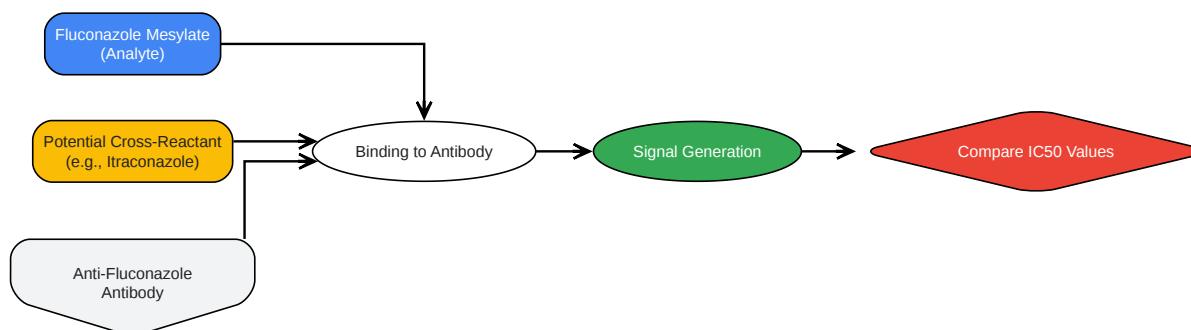 Fluconazole Mesylate
(Analyte)
Potential Cross-Reactant
(e.g., Itraconazole)
Binding to Antibody
Signal Generation
Compare IC50 Values
Anti-Fluconazole
Antibody